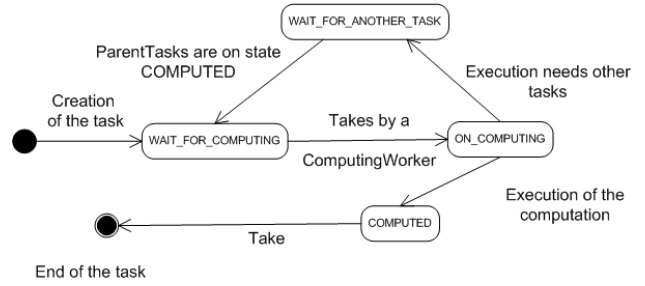 WAIT_FOR_ANOTHER_TASK
ParentTasks are on state
COMPUTED
Execution needs other
tasks
Creation
of the task
WAIT_FOR_COMPUTING
Takes by a
ComputingWorker
ON_COMPUTING
Execution of the
computation
COMPUTED
Take
End of the task